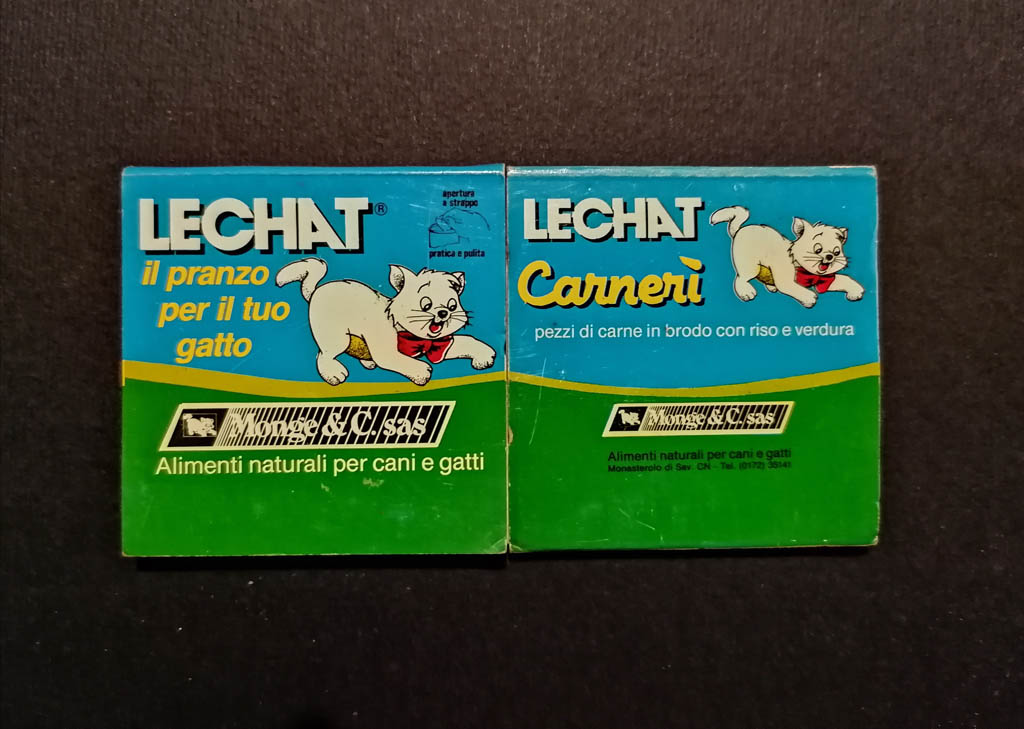 LECHAT®
apertura
a strappo
pratica e pulita
il pranzo
per il tuo
gatto
Monge & C. sas
Alimenti naturali per cani e gatti
LECHAT
Carnerì
pezzi di carne in brodo con riso e verdura
Monge & C. sas
Alimenti naturali per cani e gatti
Monasterolo di Sav. CN - Tel. (0172) 35141